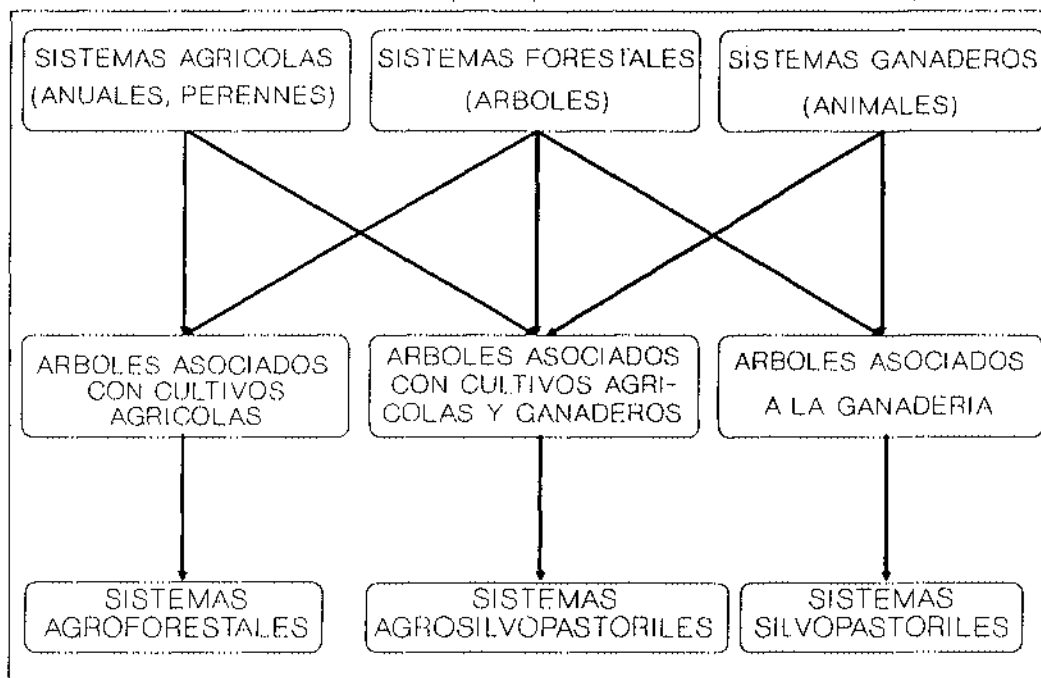 SISTEMAS AGRICOLAS
(ANUALES, PERENNES)
SISTEMAS FORESTALES
(ARBOLES)
SISTEMAS GANADEROS
(ANIMALES)
ARBOLES ASOCIADOS
CON CULTIVOS
AGRICOLAS
ARBOLES ASOCIADOS
CON CULTIVOS AGRI-
COLAS Y GANADEROS
ARBOLES ASOCIADOS
A LA GANADERIA
SISTEMAS
AGROFORESTALES
SISTEMAS
AGROSILVOPASTORILES
SISTEMAS
SILVOPASTORILES